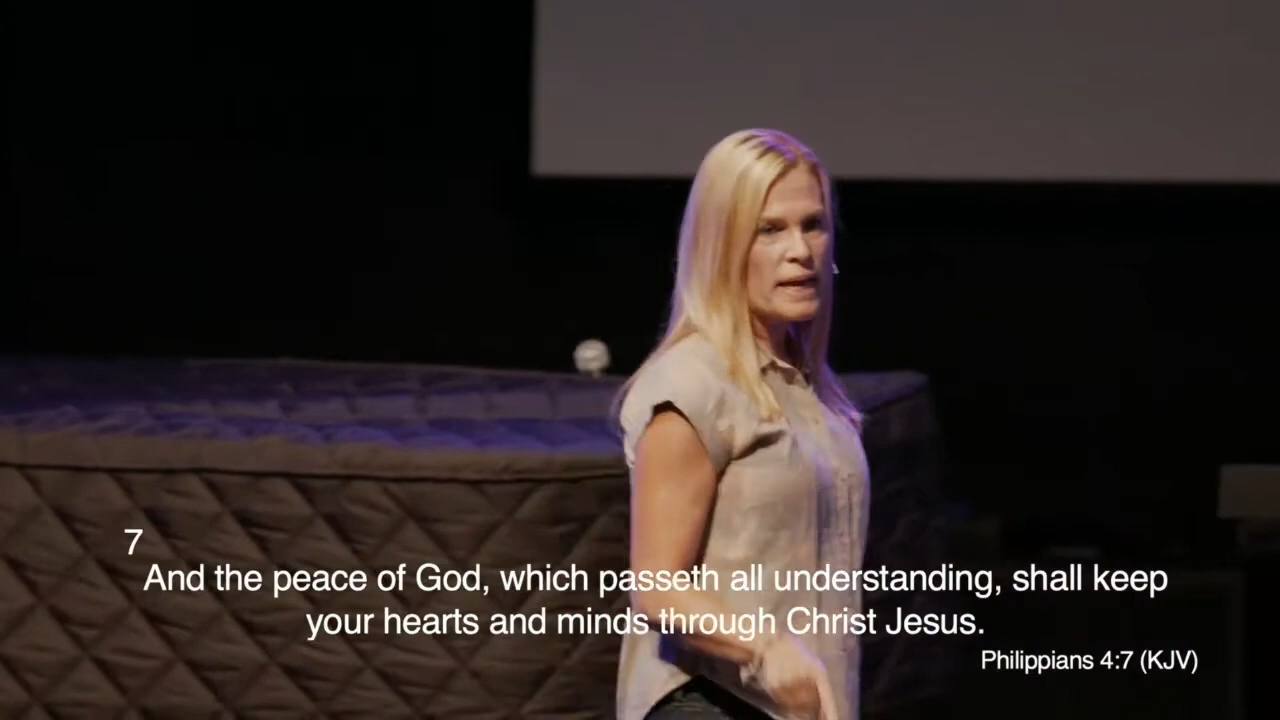 7
And the peace of God, which passeth all understanding, shall keep
your hearts and minds through Christ Jesus.
Philippians 4:7 (KJV)